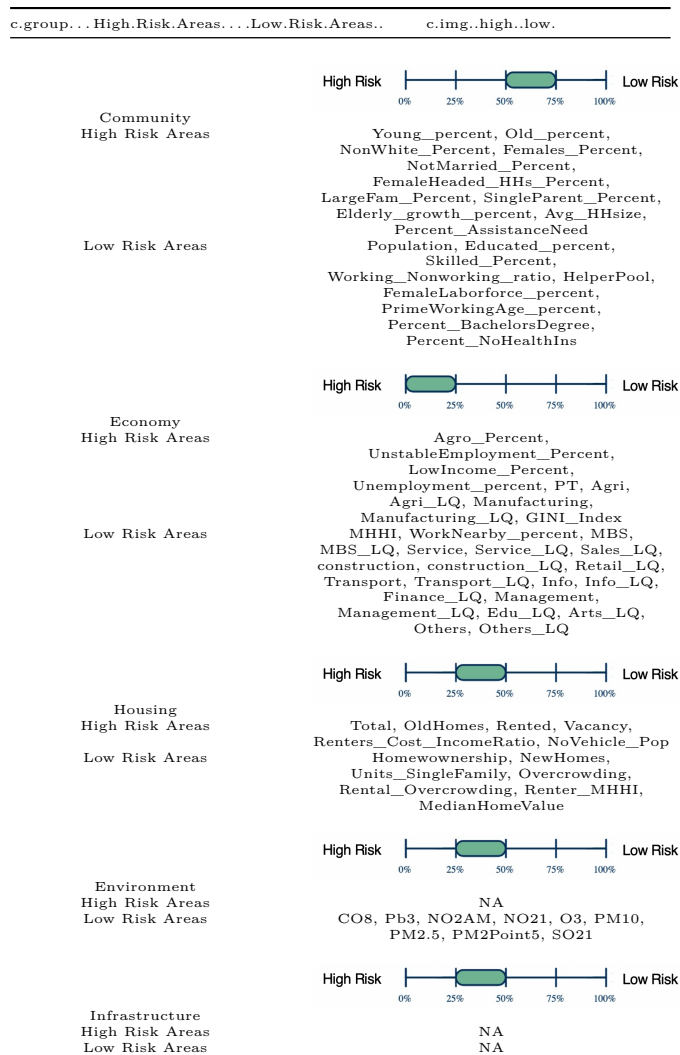 c.group...High.Risk.Areas....Low.Risk.Areas.. c.img..high..low.
High Risk Low Risk
0% 25% 50% 75% 100%
Community
High Risk Areas Young_percent, Old_percent,
NonWhite_Percent, Females_Percent,
NotMarried_Percent,
FemaleHeaded_HHs_Percent,
LargeFam_Percent, SingleParent_Percent,
Elderly_growth_percent, Avg_HHsize,
Percent_AssistanceNeed
Low Risk Areas Population, Educated_percent,
Skilled_Percent,
Working_Nonworking_ratio, HelperPool,
FemaleLaborforce_percent,
PrimeWorkingAge_percent,
Percent_BachelorsDegree,
Percent_NoHealthIns
High Risk Low Risk
0% 25% 50% 75% 100%
Economy
High Risk Areas Agro_Percent,
UnstableEmployment_Percent,
LowIncome_Percent,
Unemployment_percent, PT, Agri,
Agri_LQ, Manufacturing,
Manufacturing_LQ, GINI_Index
Low Risk Areas MHHI, WorkNearby_percent, MBS,
MBS_LQ, Service, Service_LQ, Sales_LQ,
construction, construction_LQ, Retail_LQ,
Transport, Transport_LQ, Info, Info_LQ,
Finance_LQ, Management,
Management_LQ, Edu_LQ, Arts_LQ,
Others, Others_LQ
High Risk Low Risk
0% 25% 50% 75% 100%
Housing
High Risk Areas Total, OldHomes, Rented, Vacancy,
Renters_Cost_IncomeRatio, NoVehicle_Pop
Low Risk Areas Homewownership, NewHomes,
Units_SingleFamily, Overcrowding,
Rental_Overcrowding, Renter_MHHI,
MedianHomeValue
High Risk Low Risk
0% 25% 50% 75% 100%
Environment
High Risk Areas NA
Low Risk Areas CO8, Pb3, NO2AM, NO21, O3, PM10,
PM2.5, PM2Point5, SO21
High Risk Low Risk
0% 25% 50% 75% 100%
Infrastructure
High Risk Areas NA
Low Risk Areas NA